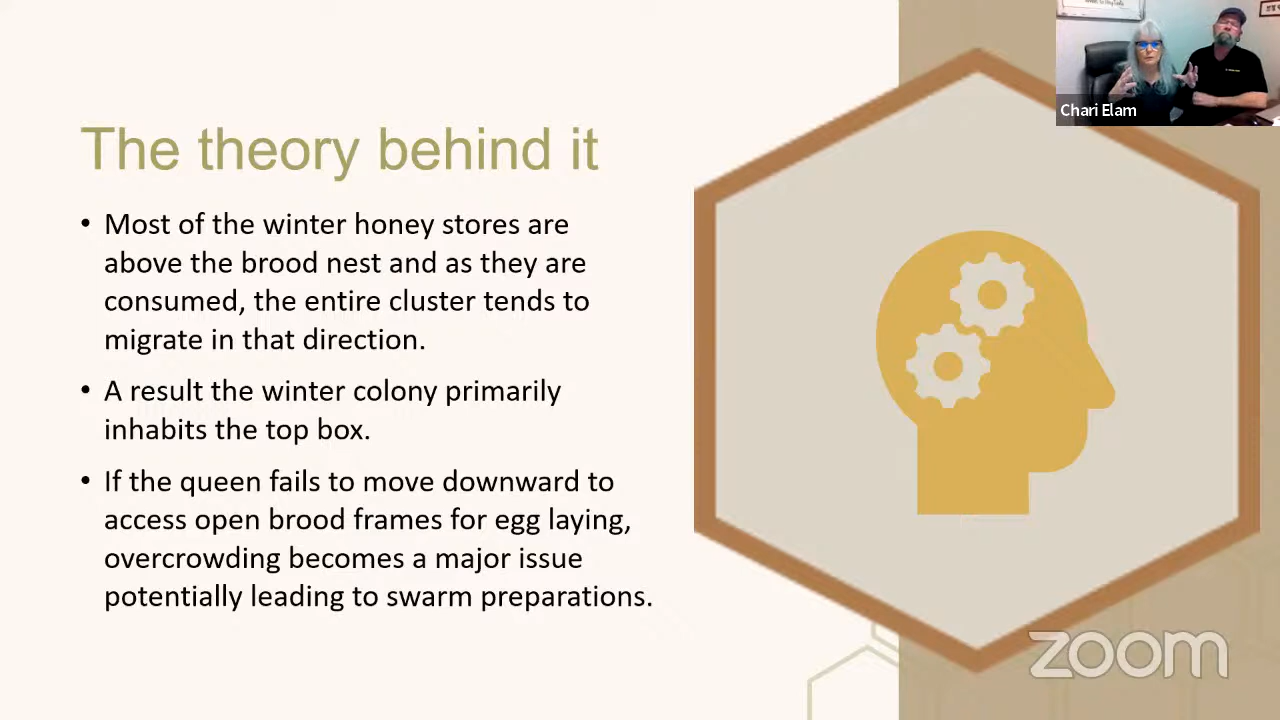 Chari Elam
The theory behind it
• Most of the winter honey stores are
above the brood nest and as they are
consumed, the entire cluster tends to
migrate in that direction.
• A result the winter colony primarily
inhabits the top box.
• If the queen fails to move downward to
access open brood frames for egg laying,
overcrowding becomes a major issue
potentially leading to swarm preparations.
zoom